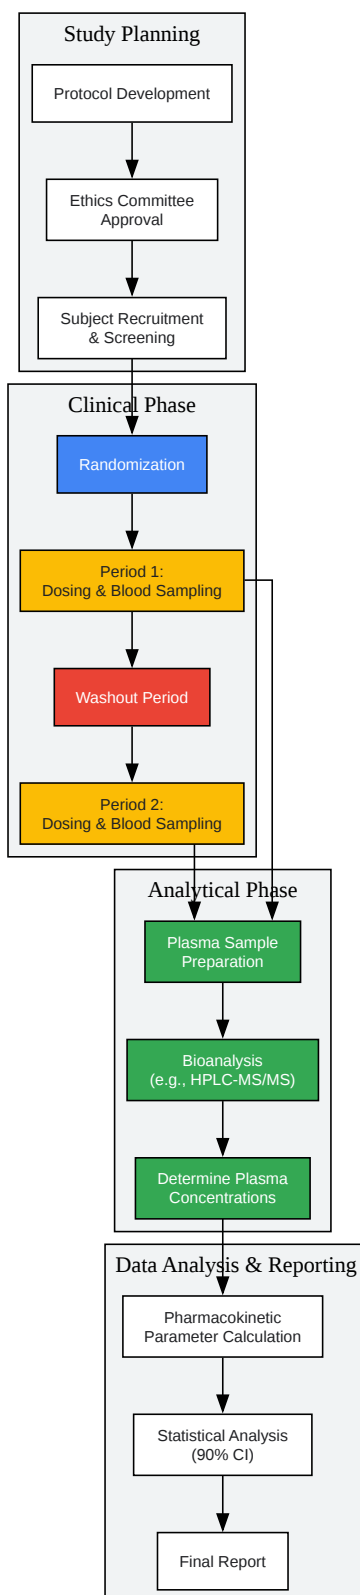 Study Planning
Protocol Development
Ethics Committee
Approval
Subject Recruitment
& Screening
Clinical Phase
Randomization
Period 1:
Dosing & Blood Sampling
Washout Period
Period 2:
Dosing & Blood Sampling
Analytical Phase
Plasma Sample
Preparation
Bioanalysis
(e.g., HPLC-MS/MS)
Determine Plasma
Concentrations
Data Analysis & Reporting
Pharmacokinetic
Parameter Calculation
Statistical Analysis
(90% CI)
Final Report